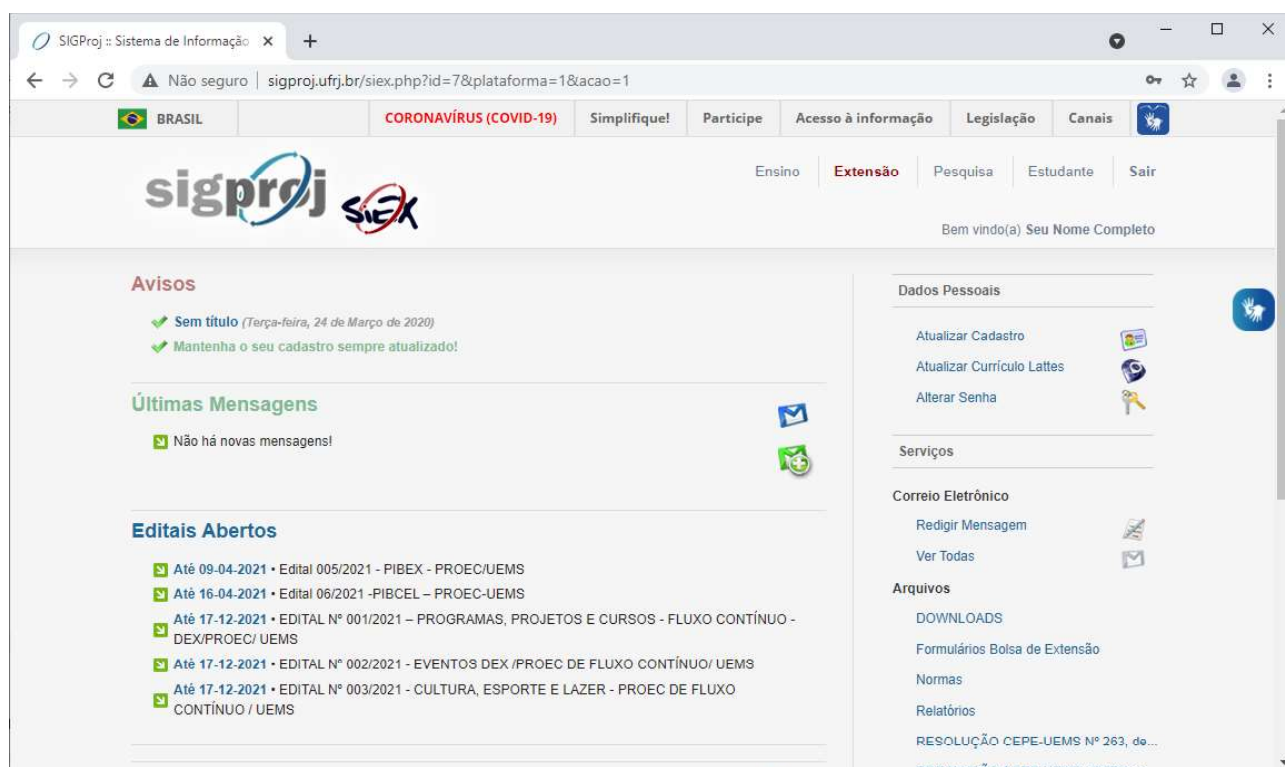 SIGProj :: Sistema de Informação
Não seguro | sigproj.ufrj.br/siex.php?id=7&plataforma=1&acao=1
BRASIL CORONAVÍRUS (COVID-19) Simplifique! Participe Acesso à informação Legislação Canais
sigproj SiEX
Ensino Extensão Pesquisa Estudante Sair
Bem vindo(a) Seu Nome Completo
Avisos
Sem título (Terça-feira, 24 de Março de 2020)
Mantenha o seu cadastro sempre atualizado!
Últimas Mensagens
Não há novas mensagens!
Editais Abertos
Até 09-04-2021 • Edital 005/2021 - PIBEX - PROEC/UEMS
Até 16-04-2021 • Edital 06/2021 -PIBCEL – PROEC-UEMS
Até 17-12-2021 • EDITAL Nº 001/2021 – PROGRAMAS, PROJETOS E CURSOS - FLUXO CONTÍNUO -
DEX/PROEC/ UEMS
Até 17-12-2021 • EDITAL Nº 002/2021 - EVENTOS DEX /PROEC DE FLUXO CONTÍNUO/ UEMS
Até 17-12-2021 • EDITAL Nº 003/2021 - CULTURA, ESPORTE E LAZER - PROEC DE FLUXO
CONTÍNUO / UEMS
Dados Pessoais
Atualizar Cadastro
Atualizar Currículo Lattes
Alterar Senha
Serviços
Correio Eletrônico
Redigir Mensagem
Ver Todas
Arquivos
DOWNLOADS
Formulários Bolsa de Extensão
Normas
Relatórios
RESOLUÇÃO CEPE-UEMS Nº 263, de...